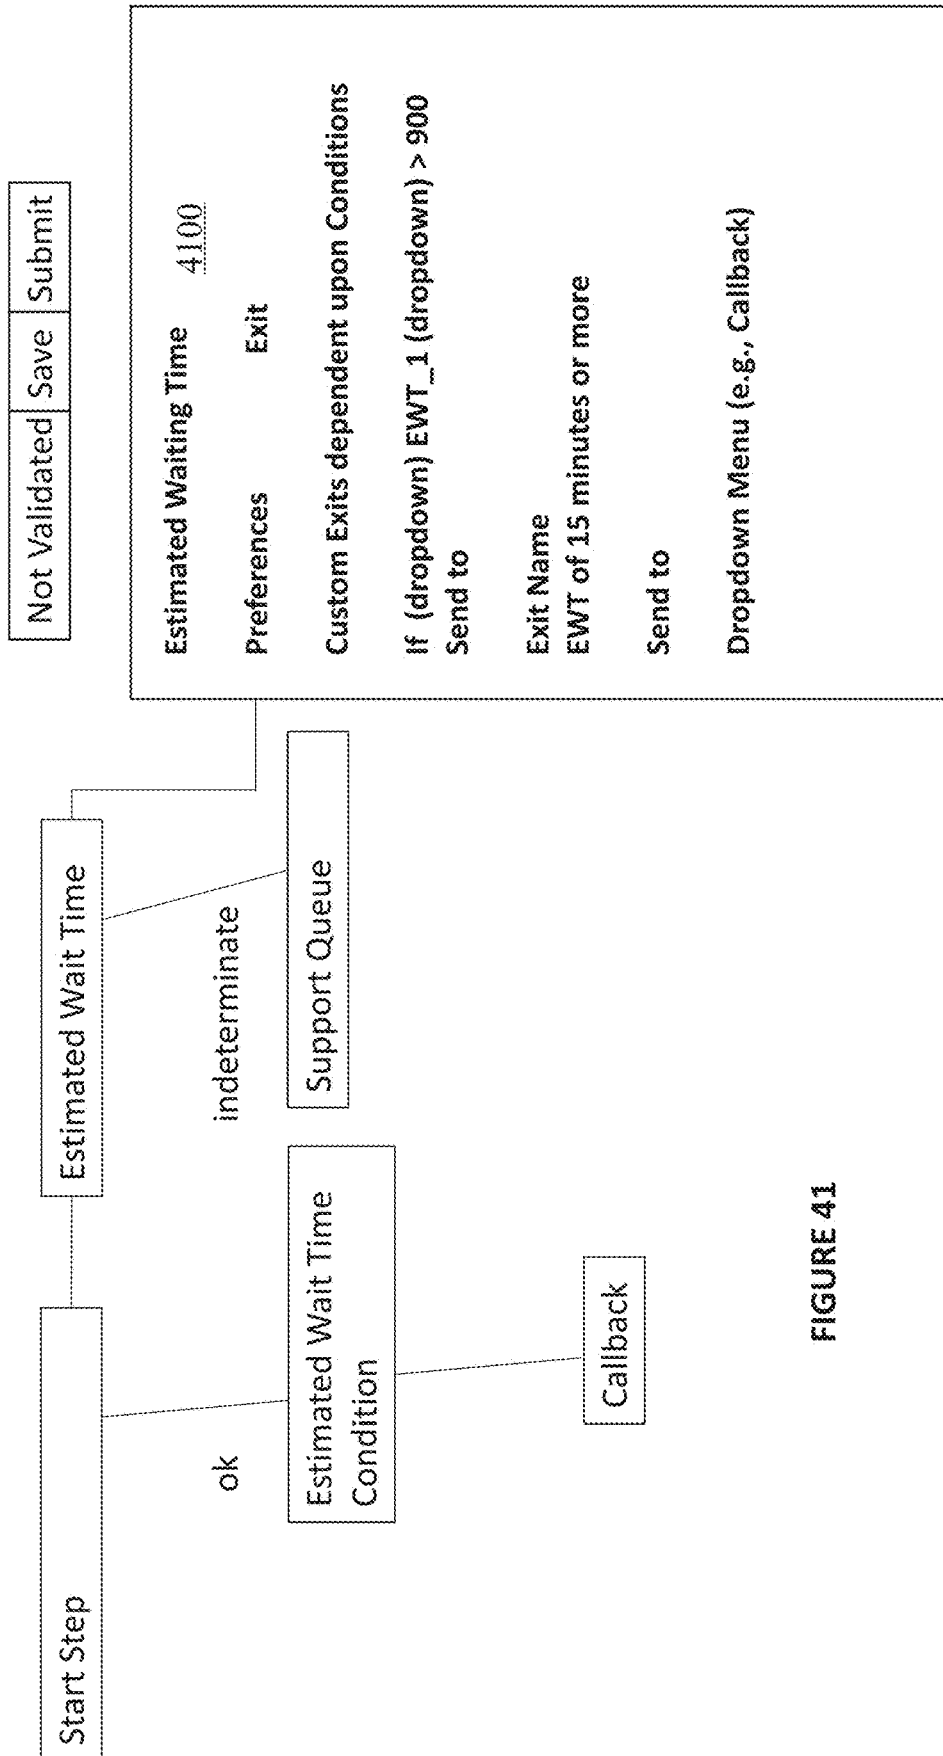 Not Validated Save Submit
Start Step
Estimated Wait Time
ok
indeterminate
Estimated Wait Time
Condition
Support Queue
Callback
Estimated Waiting Time 4100
Preferences Exit
Custom Exits dependent upon Conditions
If (dropdown) EWT_1 (dropdown) > 900
Send to
Exit Name
EWT of 15 minutes or more
Send to
Dropdown Menu (e.g., Callback)
FIGURE 41